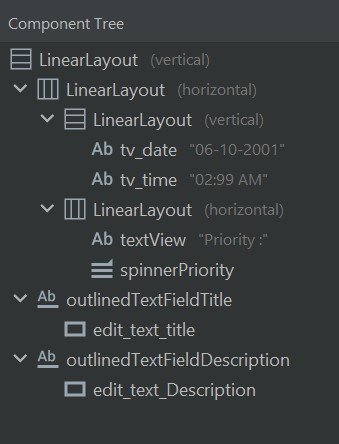 Component Tree
LinearLayout (vertical)
LinearLayout (horizontal)
LinearLayout (vertical)
Ab tv_date "06-10-2001"
Ab tv_time "02:99 AM"
LinearLayout (horizontal)
Ab textView "Priority :"
spinnerPriority
Ab outlinedTextFieldTitle
edit_text_title
Ab outlinedTextFieldDescription
edit_text_Description